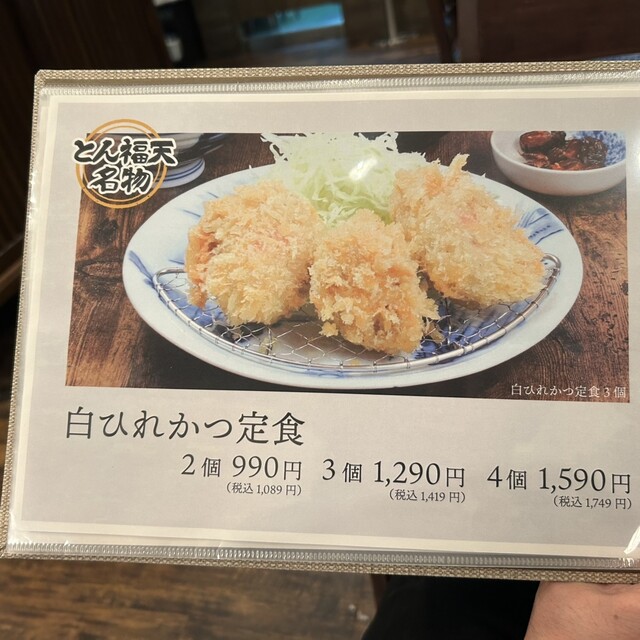 とん福天
名物
白ひれかつ定食3個
白ひれかつ定食
2個 990円 3個 1,290円 4個 1,590円
(税込1,089円) (税込1,419円) (税込1,749円)